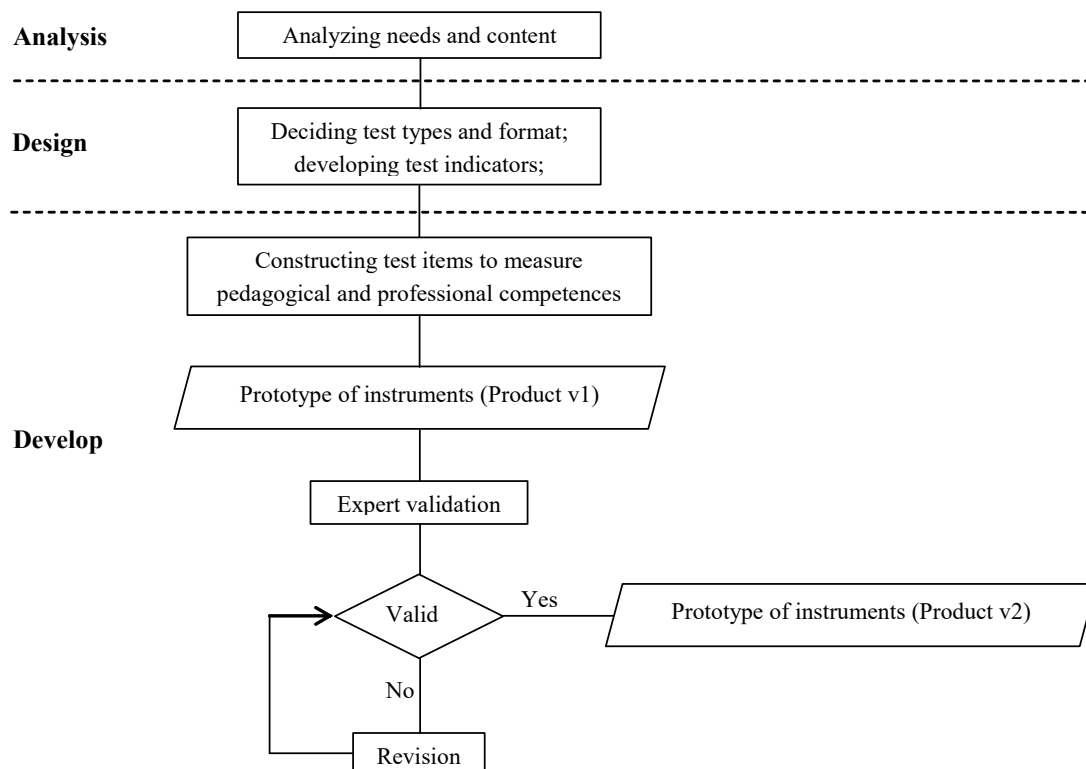 Analysis
Analyzing needs and content
Design
Deciding test types and format;
developing test indicators;
Constructing test items to measure
pedagogical and professional competences
Prototype of instruments (Product v1)
Develop
Expert validation
Valid
Yes
Prototype of instruments (Product v2)
No
Revision